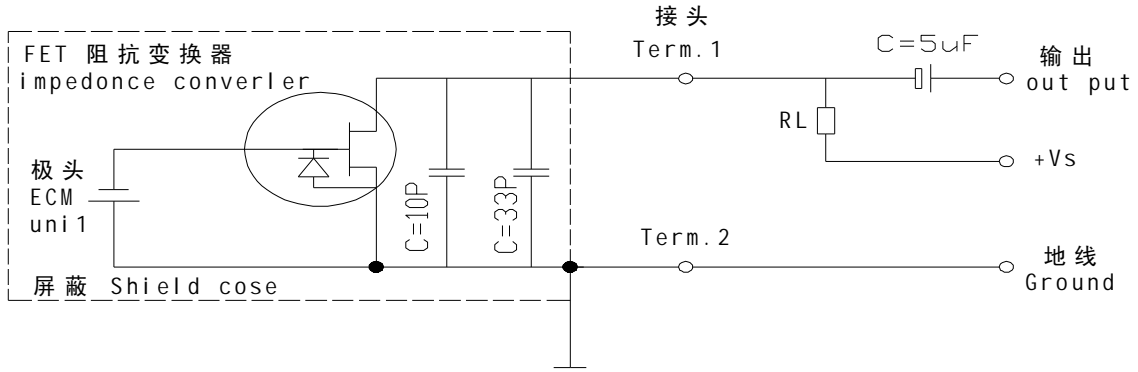 接头
Term.1
C=5uF
FET 阻抗变换器
impedonce converler
输出
out put
RL
+Vs
极头
ECM
uni1
C=10P
C=33P
Term.2
地线
Ground
屏蔽 Shield cose